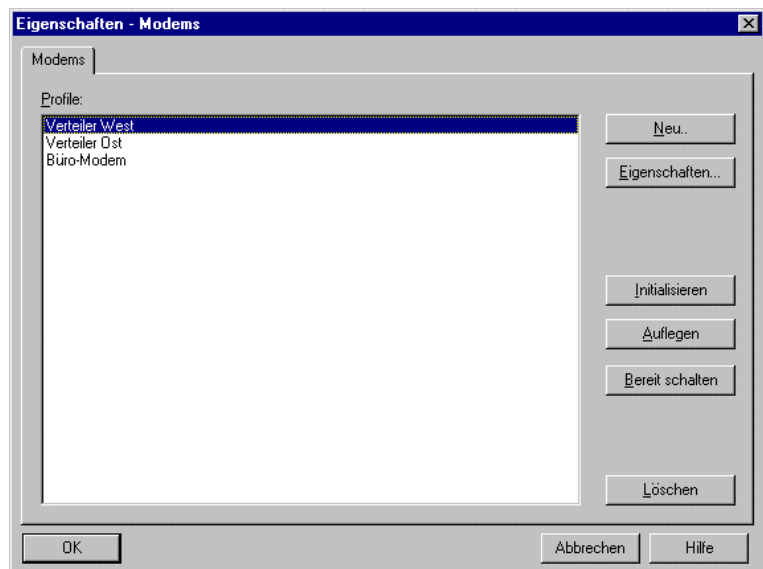 Eigenschaften - Modems
Modems
Profile:
Verteiler West
Verteiler Ost
Büro-Modem
Neu..
Eigenschaften...
Initialisieren
Auflegen
Bereit schalten
Löschen
OK
Abbrechen
Hilfe